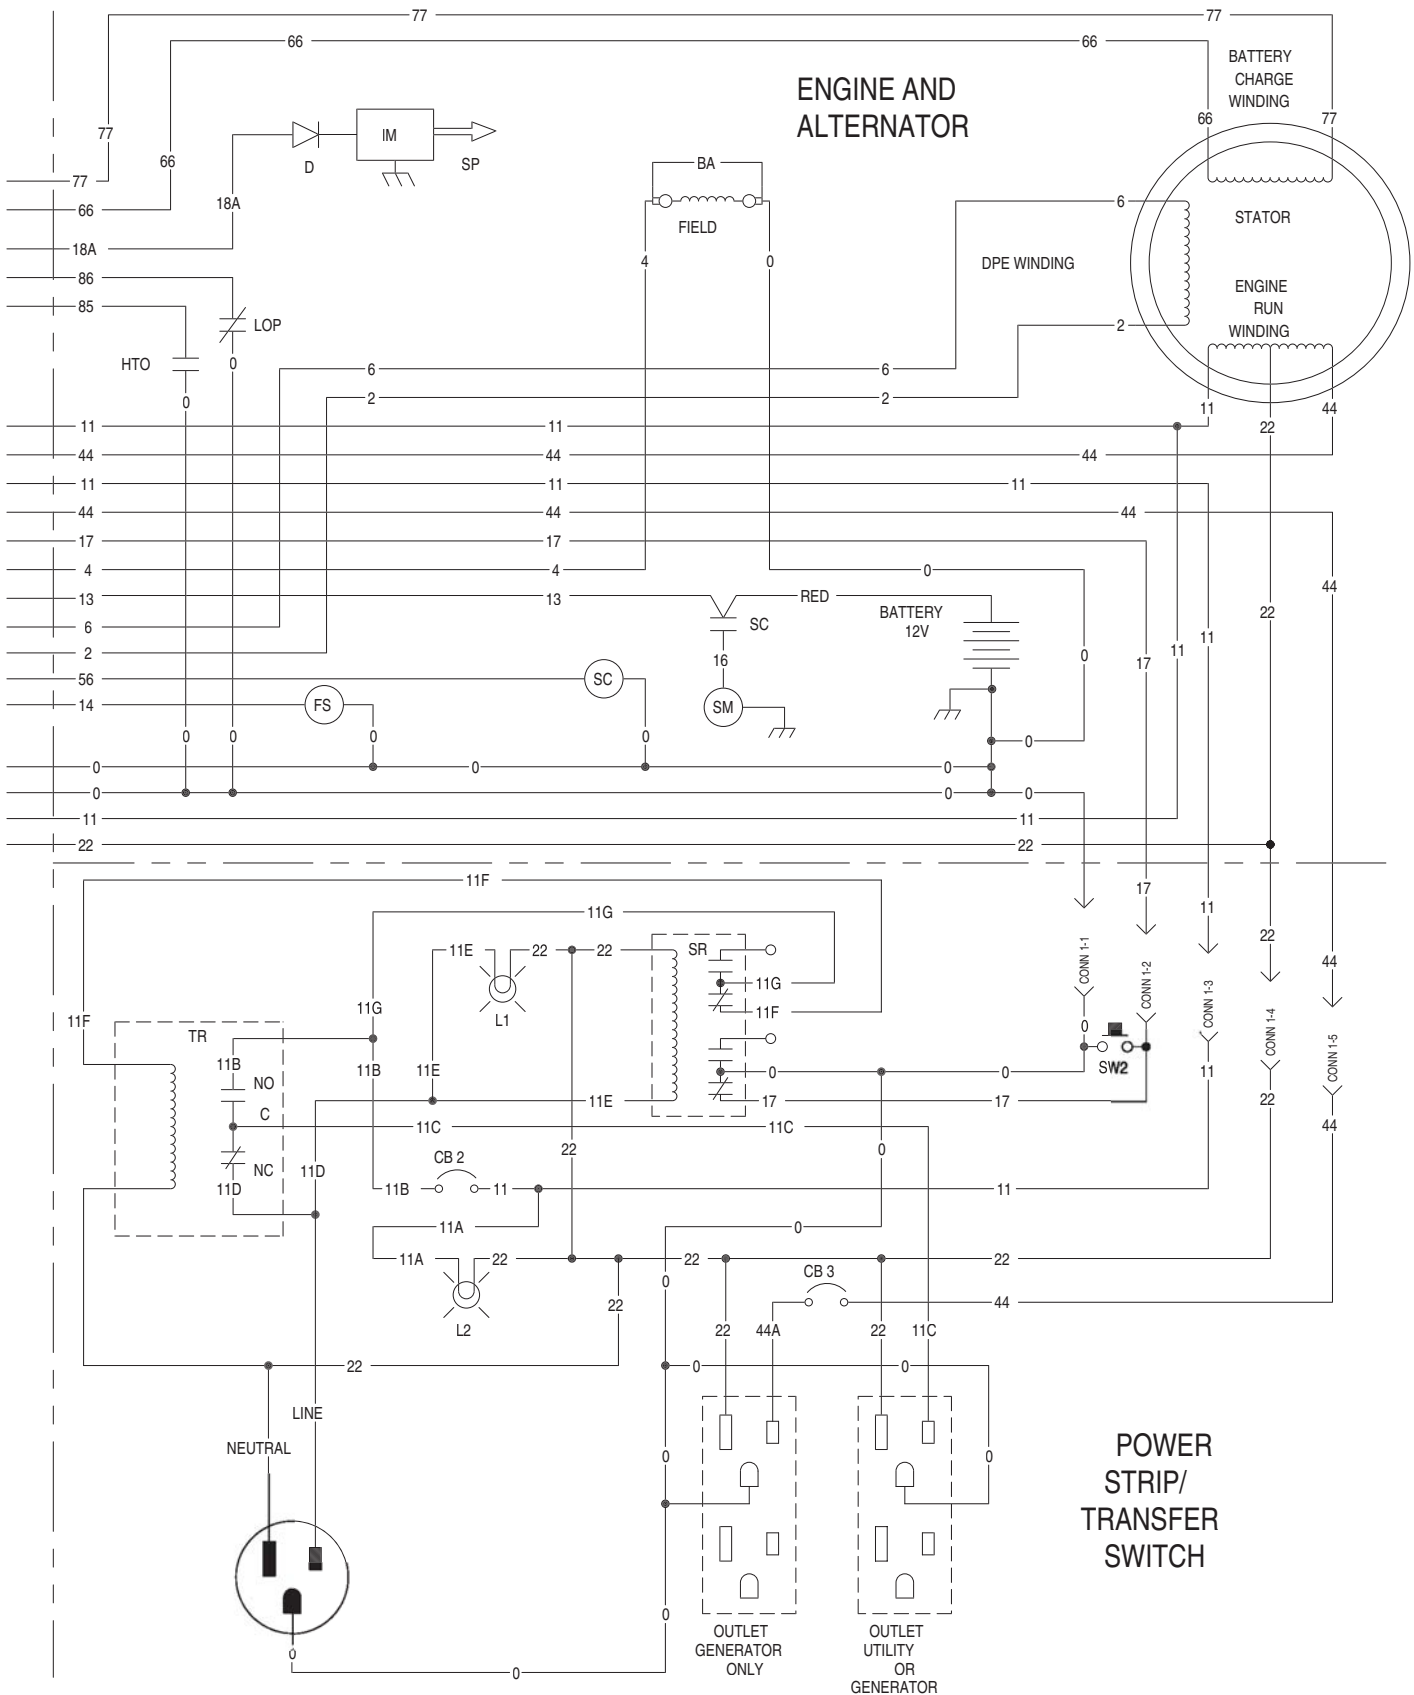 77 77
66 66
BATTERY
CHARGE
WINDING
ENGINE AND
ALTERNATOR
77 66 77
IM
D SP
66 BA
77 18A
66 6
FIELD STATOR
18A
4 0 DPE WINDING
86
ENGINE
RUN
WINDING
85
LOP 2
HTO 0 6 6
0 2 2 11 44
11 11 22
44 44 44
11 11 11
44 44 44
17 17
4 4 0
44
13 13 RED
BATTERY
12V
SC 22
6 11
2 16 0 17 11
56 SC
14 FS SM
0 0 0 0 0
0 0 0
0 0 0
11 11
22 22
11F 17
11G 11
11E 22 22 SR 22
CONN 1-1
CONN 1-2
CONN 1-3
CONN 1-4
CONN 1-5
44
11G
11G 11F
11F L1
TR 0
11B 11B 11E SW2
NO 0 0 11
C 11E 17 17 22
11C 11C 44
22 0
CB 2
NC 11D
11D 11B 11 11
11A 0
11A 22 22 22
CB 3
0
22 44
L2 22 44A 22 11C
22 0 0
LINE
NEUTRAL
0 0
POWER
STRIP/
TRANSFER
SWITCH
0
OUTLET
GENERATOR
ONLY
OUTLET
UTILITY
OR
GENERATOR
0
0